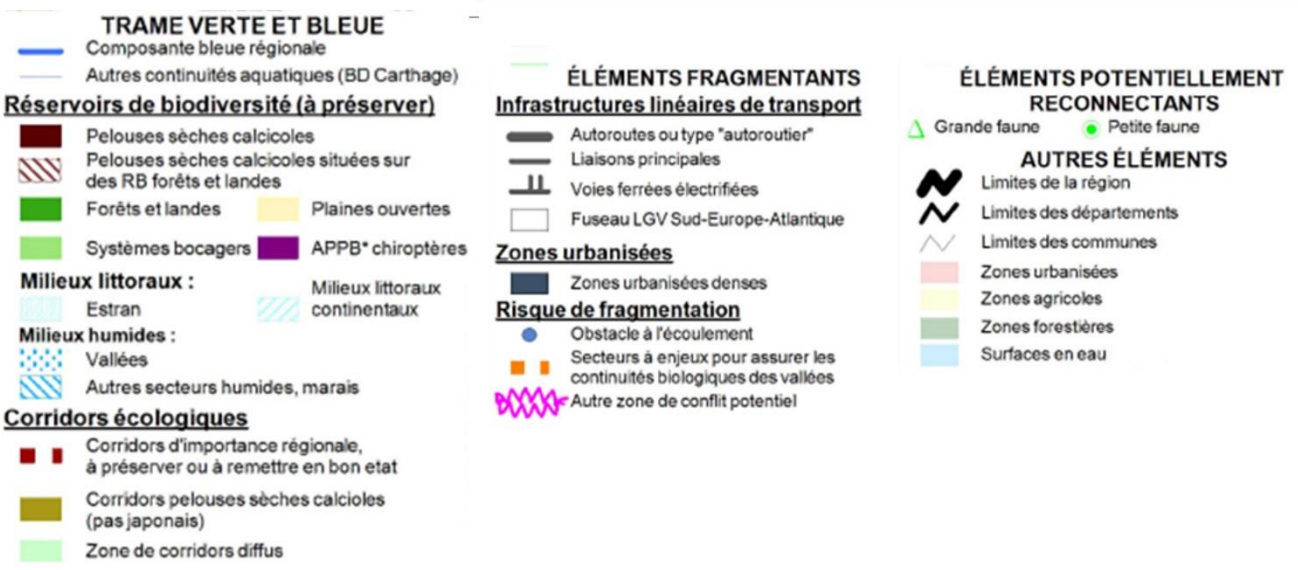 TRAME VERTE ET BLEUE
Composante bleue régionale
Autres continuités aquatiques (BD Carthage)
Réservoirs de biodiversité (à préserver)
Pelouses sèches calcicoles
Pelouses sèches calcicoles située sur
des RB forêts et landes
Forêts et landes
Plaines ouvertes
Systèmes bocagers
APPB* chiroptères
Milieux littoraux :
Estran
Milieux littoraux
continentaux
Milieux humides :
Vallées
Autres secteurs humides, marais
Corridors écologiques
Corridors d'importance régionale,
à préserver ou à remettre en bon etat
Corridors pelouses sèches calcioles
(pas japonais)
Zone de corridors diffus
ÉLÉMENTS FRAGMENTANTS
Infrastructures linéaires de transport
Autoroutes ou type "autoroutier"
Liaisons principales
Voies ferrées électrifiées
Fuseau LGV Sud-Europe-Atlantique
Zones urbanisées
Zones urbanisées denses
Risque de fragmentation
Obstacle à l'écoulement
Secteurs à enjeux pour assurer les
continuités biologiques des vallées
Autre zone de conflit potentiel
ÉLÉMENTS POTENTIELLEMENT
RECONNECTANTS
Grande faune
Petite faune
AUTRES ÉLÉMENTS
Limites de la région
Limites des départements
Limites des communes
Zones urbanisées
Zones agricoles
Zones forestières
Surfaces en eau